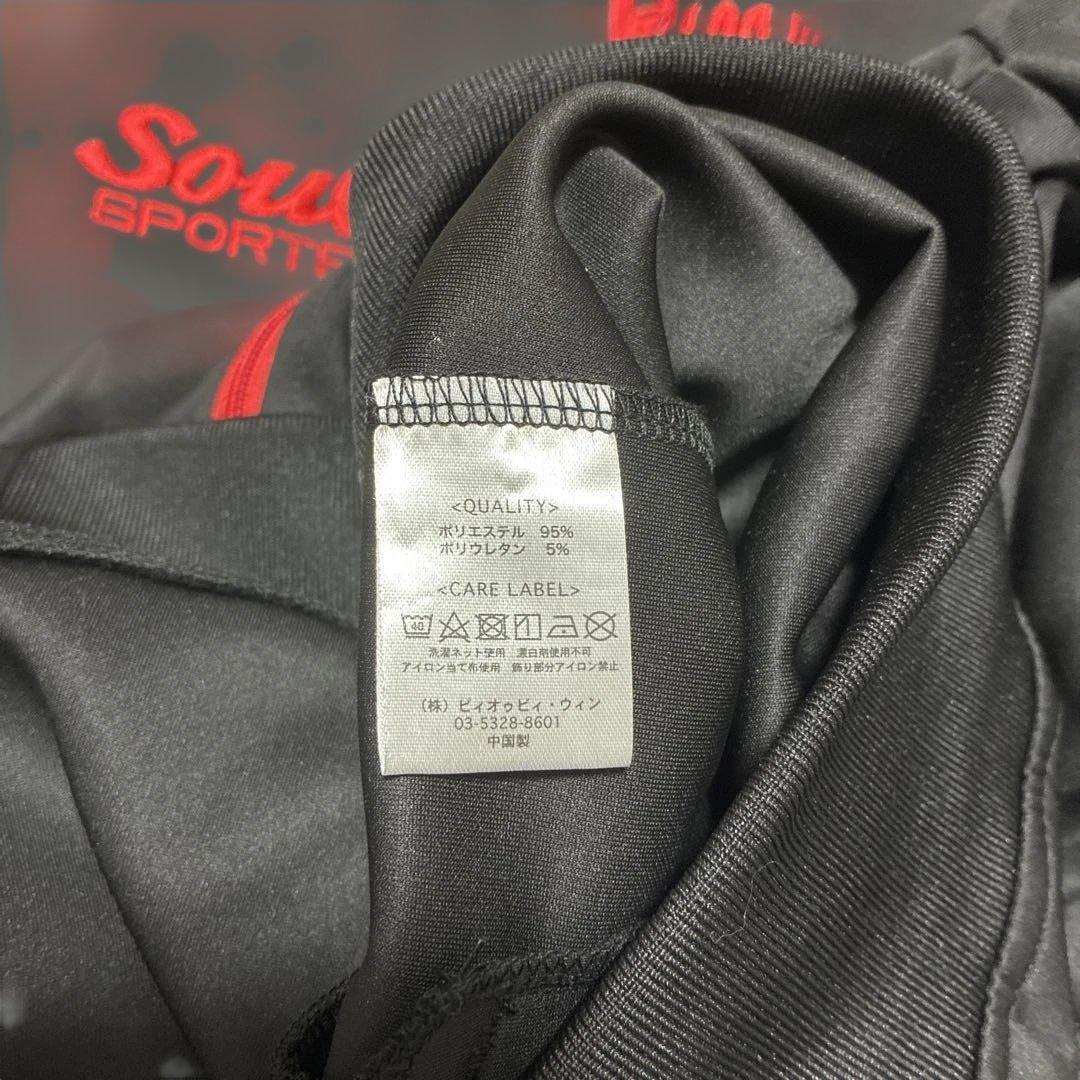 Sou
SPORTF
<QUALITY>
ポリエステル 95%
ポリウレタン 5%
<CARE LABEL>
40
洗濯ネット使用 漂白剤使用不可
アイロン当て布使用 飾り部分アイロン禁止
(株)ビィオゥビィ・ウィン
03-5328-8601
中国製